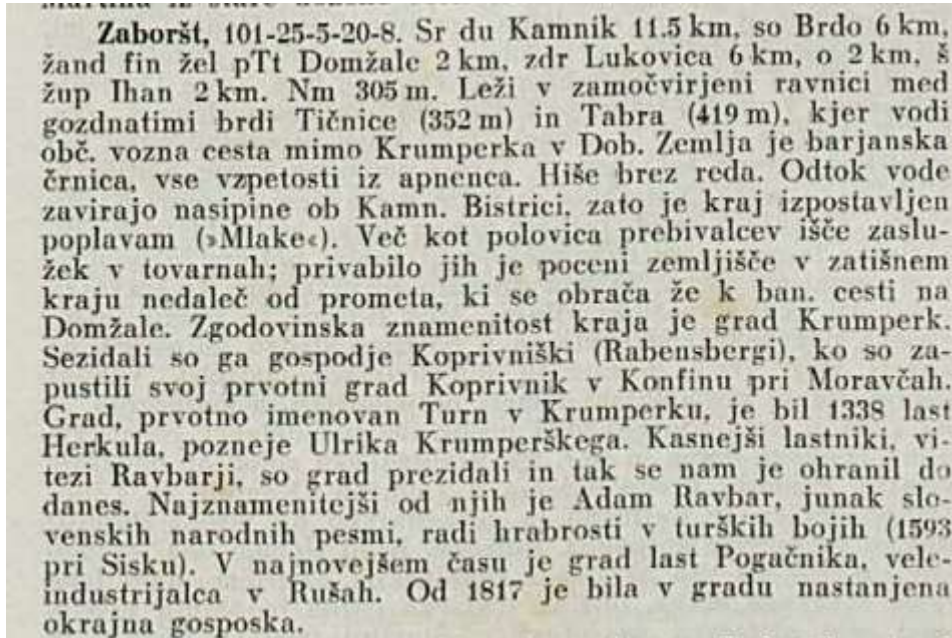 Zaboršt, 101-25-5-20-8. Sr du Kamnik 11.5 km, so Brdo 6 km,
žand fin žel pTt Domžale 2 km, zdr Lukovica 6 km, o 2 km, š
žup Ihan 2 km. Nm 305 m. Leži v zamočvirjeni ravnici med
gozdnatimi brdi Tičnice (352 m) in Tabra (419 m), kjer vodi
obč. vozna cesta mimo Krumperka v Dob. Zemlja je barjanska
črnica, vse vzpetosti iz apnenca. Hiše brez reda. Odtok vode
zavirajo nasipine ob Kamn. Bistrici, zato je kraj izpostavljen
poplavam (»Mlake«). Več kot polovica prebivalcev išče zaslu-
žek v tovarnah; privabilo jih je poceni zemljišče v zatišnem
kraju nedaleč od prometa, ki se obrača že k ban. cesti na
Domžale. Zgodovinska znamenitost kraja je grad Krumperk.
Sezidali so ga gospodje Koprivniški (Rabensbergi), ko so za-
pustili svoj prvotni grad Koprivnik v Konfinu pri Moravčah.
Grad, prvotno imenovan Turn v Krumperku, je bil 1338 last
Herkula, pozneje Ulrika Krumperškega. Kasnejši lastniki, vi-
tezi Ravbarji, so grad prezidali in tak se nam je ohranil do
danes. Najznamenitejši od njih je Adam Ravbar, junak slo-
venskih narodnih pesmi, radi hrabrosti v turških bojih (1593
pri Sisku). V najnovejšem času je grad last Pogačnika, vele-
industrijalca v Rušah. Od 1817 je bila v gradu nastanjena
okrajna gosposka.